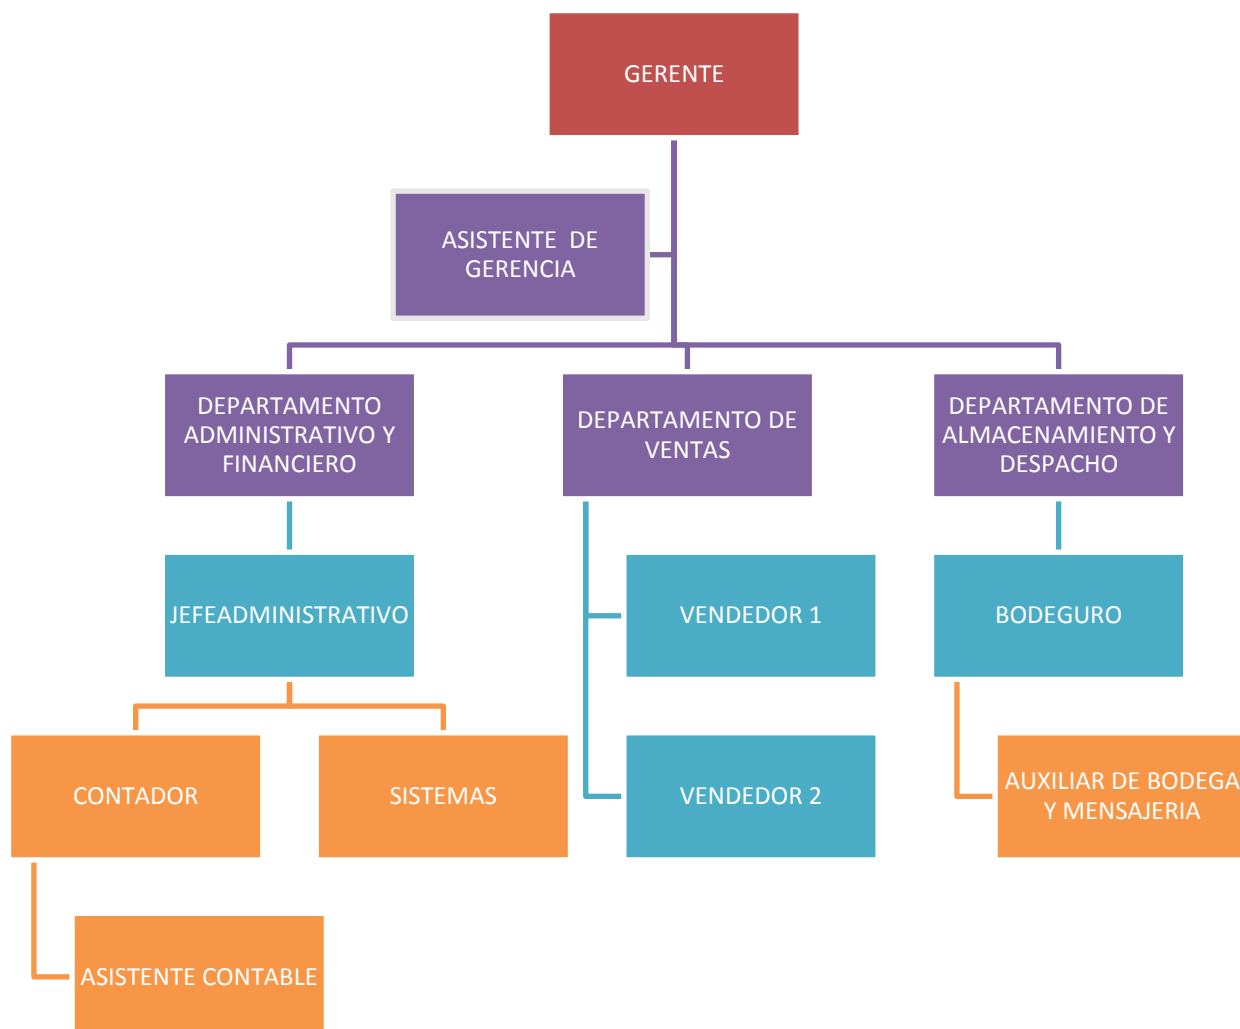 GERENTE
ASISTENTE  DE
GERENCIA
DEPARTAMENTO
ADMINISTRATIVO Y
FINANCIERO
DEPARTAMENTO DE
VENTAS
DEPARTAMENTO DE
ALMACENAMIENTO Y
DESPACHO
JEFEADMINISTRATIVO
VENDEDOR 1
BODEGURO
CONTADOR
SISTEMAS
VENDEDOR 2
AUXILIAR DE BODEGA
Y MENSAJERIA
ASISTENTE CONTABLE